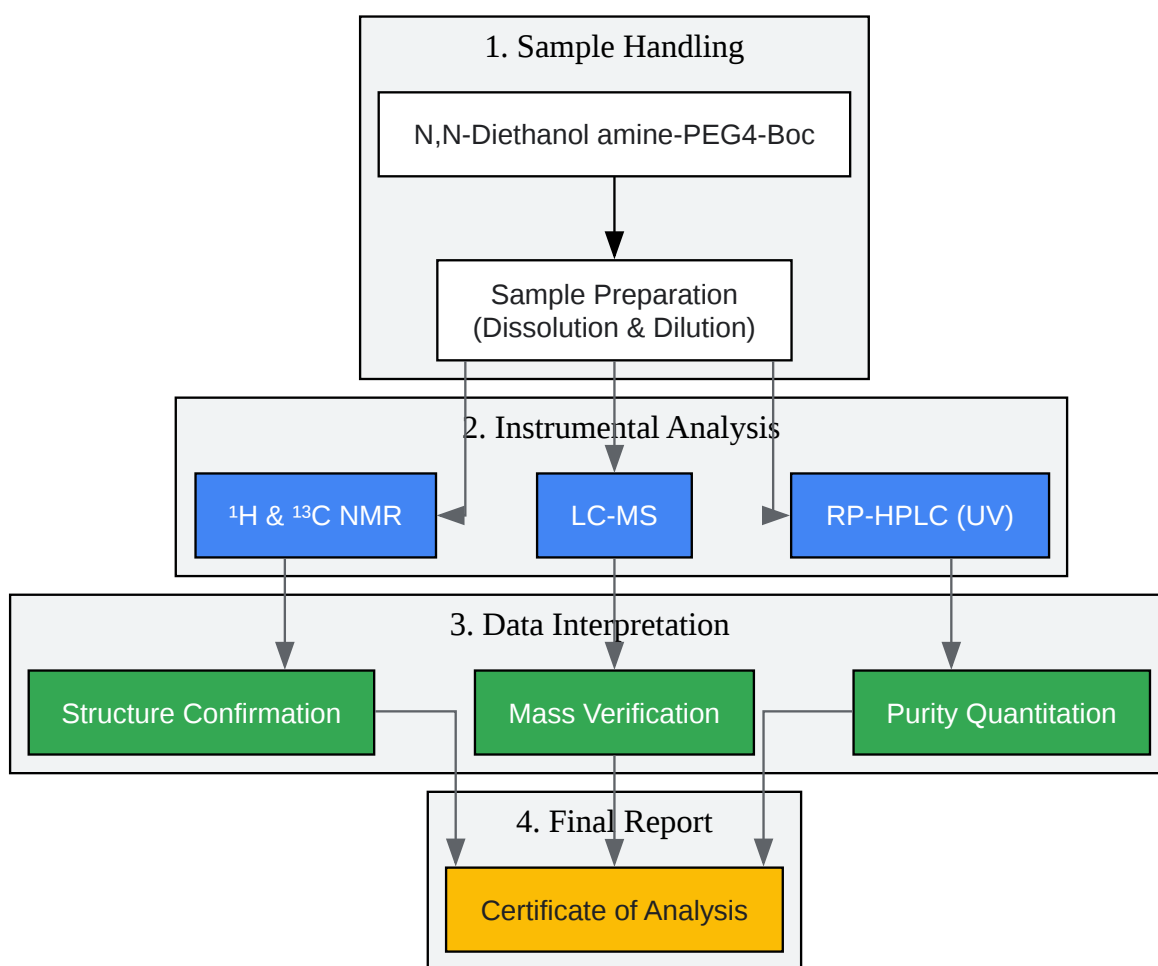 1. Sample Handling
N,N-Diethanol amine-PEG4-Boc
Sample Preparation
(Dissolution & Dilution)
2. Instrumental Analysis
¹H & ¹³C NMR
LC-MS
RP-HPLC (UV)
3. Data Interpretation
Structure Confirmation
Mass Verification
Purity Quantitation
4. Final Report
Certificate of Analysis